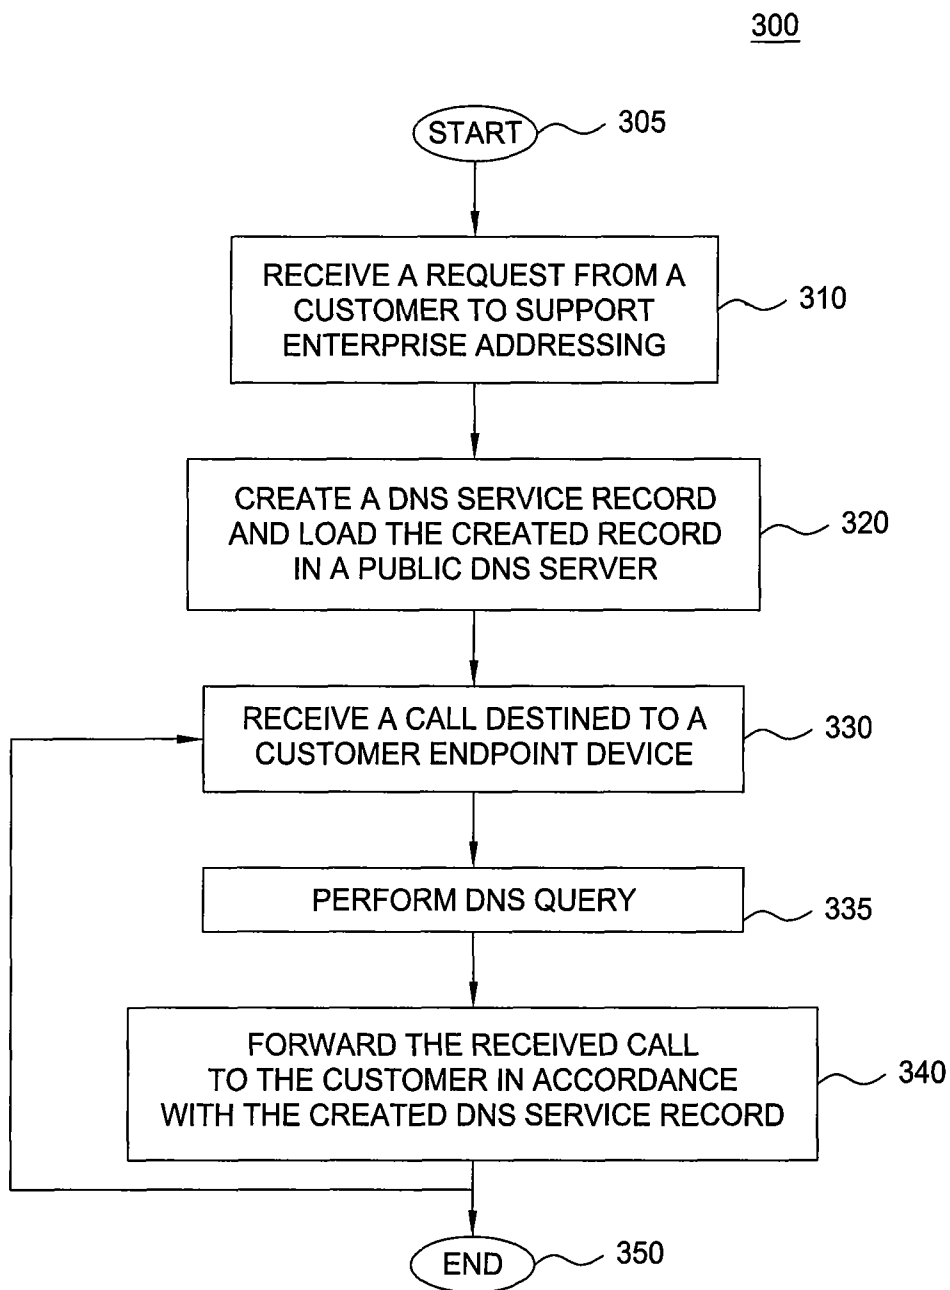 300
START
305
RECEIVE A REQUEST FROM A
CUSTOMER TO SUPPORT
ENTERPRISE ADDRESSING
310
CREATE A DNS SERVICE RECORD
AND LOAD THE CREATED RECORD
IN A PUBLIC DNS SERVER
320
RECEIVE A CALL DESTINED TO A
CUSTOMER ENDPOINT DEVICE
330
PERFORM DNS QUERY
335
FORWARD THE RECEIVED CALL
TO THE CUSTOMER IN ACCORDANCE
WITH THE CREATED DNS SERVICE RECORD
340
END
350